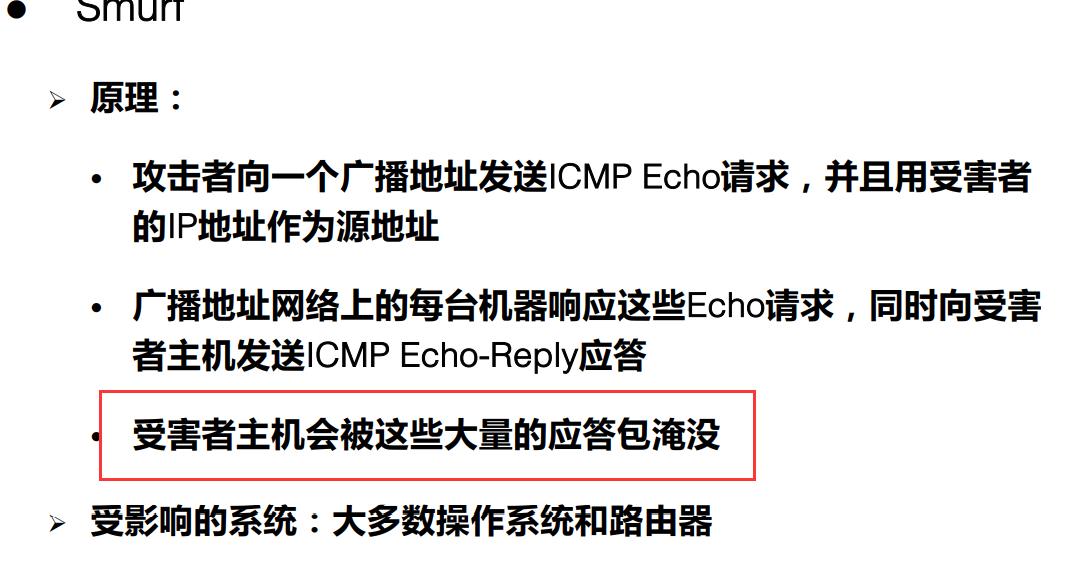 Smurf
原理：
攻击者向一个广播地址发送ICMP Echo请求，并且用受害者
的IP地址作为源地址
广播地址网络上的每台机器响应这些Echo请求，同时向受害
者主机发送ICMP Echo-Reply应答
受害者主机会被这些大量的应答包淹没
受影响的系统：大多数操作系统和路由器